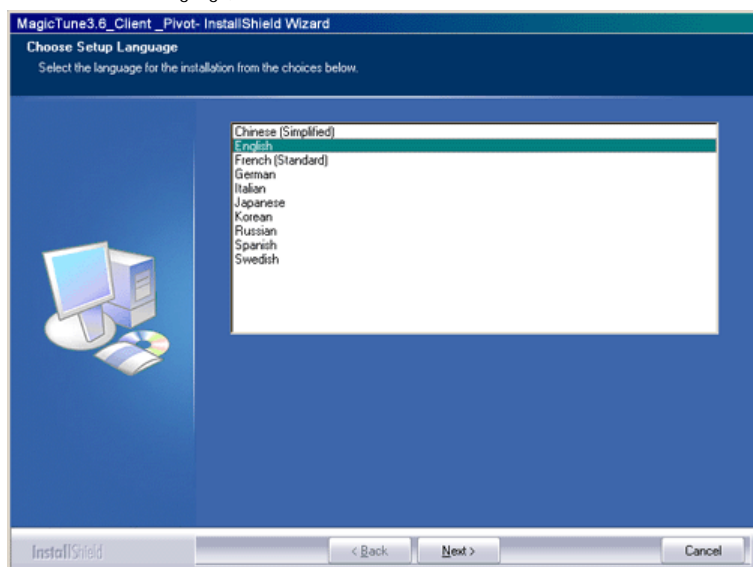 MagicTune3.6_Client _Pivot- InstallShield Wizard
Choose Setup Language
Select the language for the installation from the choices below.
Chinese (Simplified)
English
French (Standard)
German
Italian
Japanese
Korean
Russian
Spanish
Swedish
InstallShield
< Back
Next >
Cancel